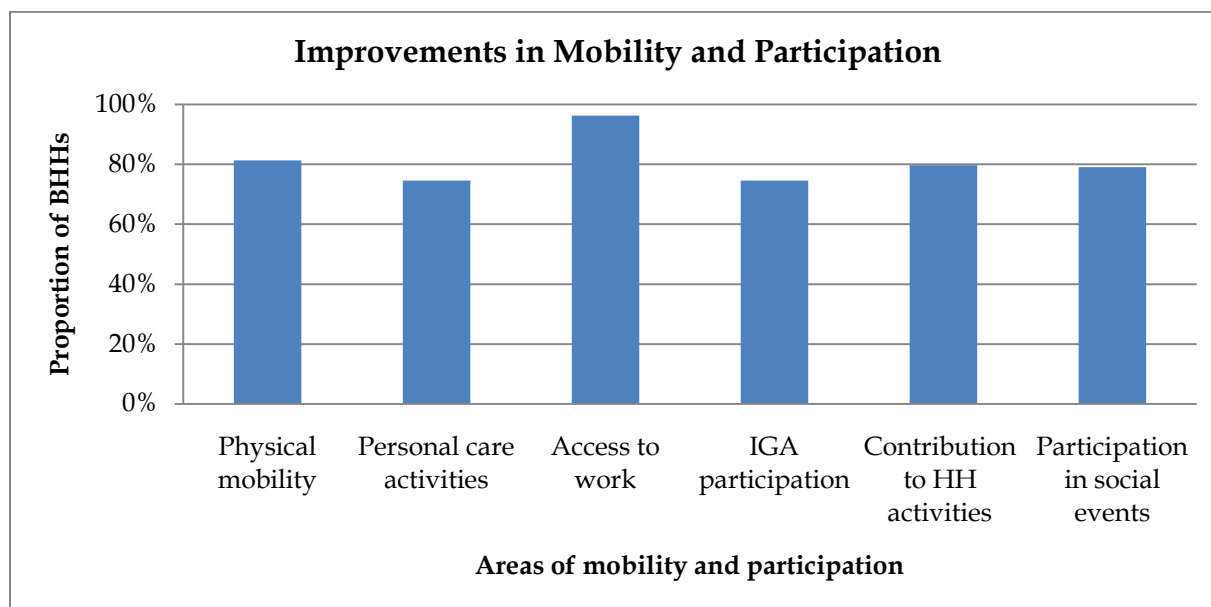 Improvements in Mobility and Participation
Proportion of BHHs
100%
80%
60%
40%
20%
0%
Physical
mobility
Personal care
activities
Access to
work
IGA
participation
Contribution
to HH
activities
Participation
in social
events
Areas of mobility and participation